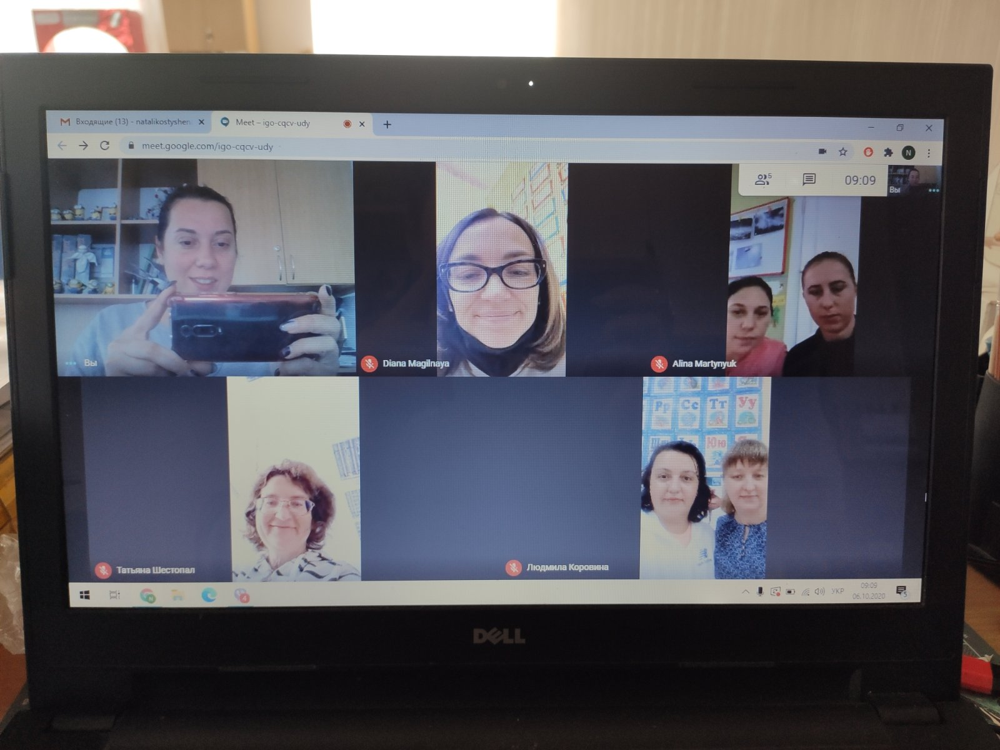 Входящие (13) - natalikostyshen
Meet – igo-cqcv-udy
meet.google.com/igo-cqcv-udy
N
5
09:09
Вы
Вы
Diana Magilnaya
Alina Martynyuk
Рр Сс Тт Уу
Юю
Татьяна Шестопал
Людмила Коровина
N
4
УКР
09:09
06.10.2020
5
DELL